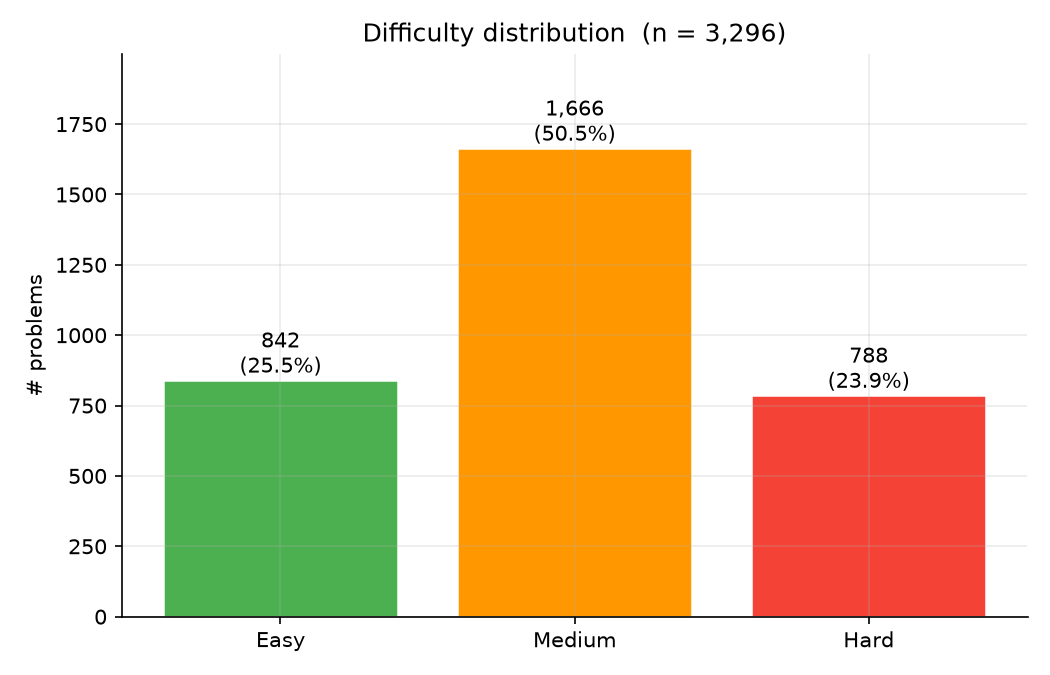 Difficulty distribution  (n = 3,296)
# problems
1750
1500
1250
1000
750
500
250
0
842
(25.5%)
1,666
(50.5%)
788
(23.9%)
Easy
Medium
Hard